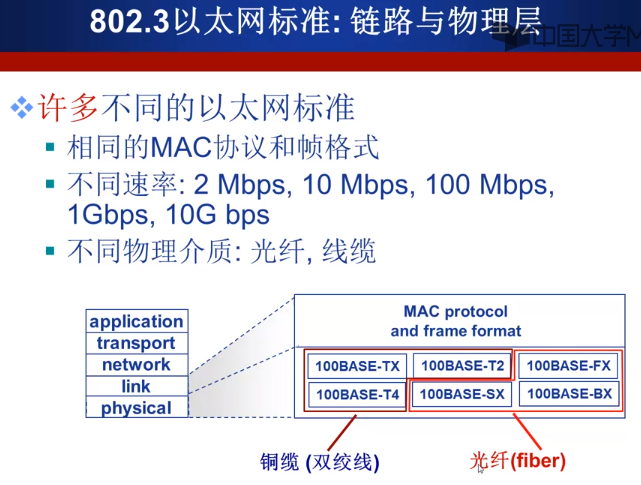 802.3以太网标准: 链路与物理层
中国大学M
许多不同的以太网标准
相同的MAC协议和帧格式
不同速率: 2 Mbps, 10 Mbps, 100 Mbps,
1Gbps, 10G bps
不同物理介质: 光纤, 线缆
application
transport
network
link
physical
MAC protocol
and frame format
100BASE-TX 100BASE-T2 100BASE-FX
100BASE-T4 100BASE-SX 100BASE-BX
铜缆 (双绞线)
光纤(fiber)